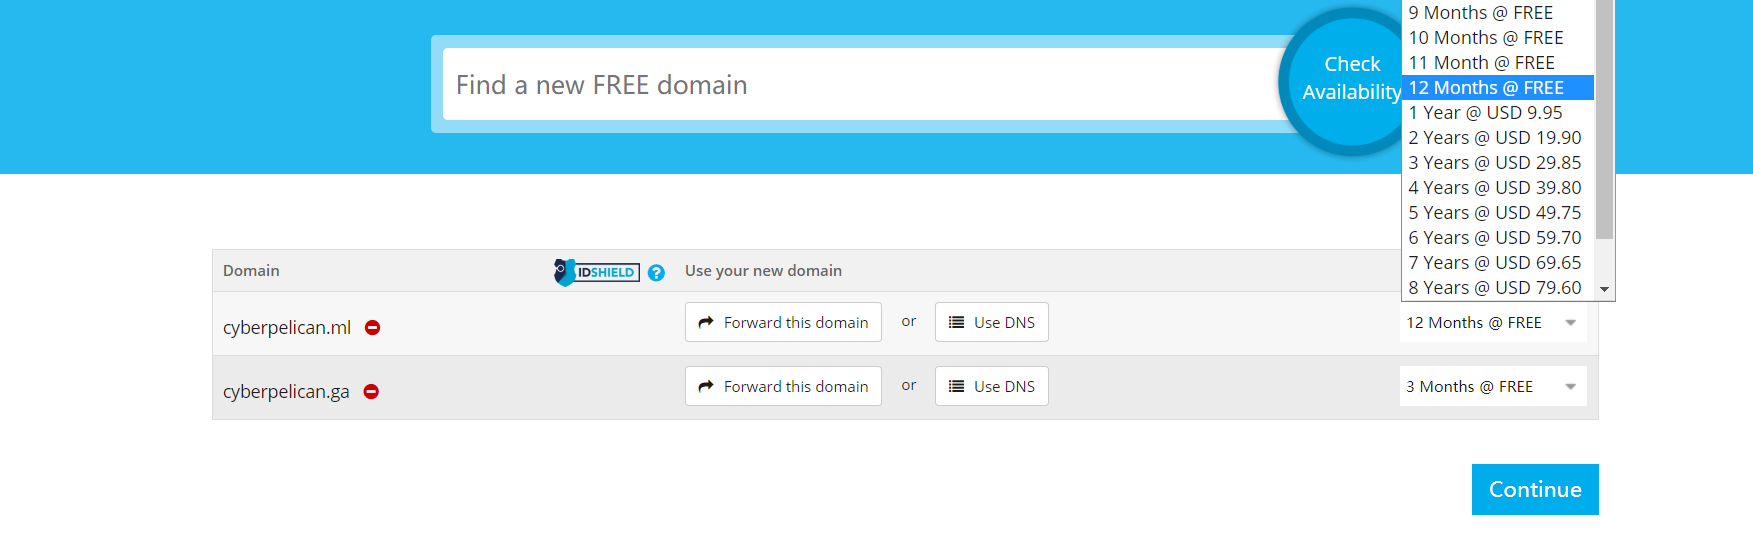 Find a new FREE domain
Check
Availability
9 Months @ FREE
10 Months @ FREE
11 Month @ FREE
12 Months @ FREE
1 Year @ USD 9.95
2 Years @ USD 19.90
3 Years @ USD 29.85
4 Years @ USD 39.80
5 Years @ USD 49.75
6 Years @ USD 59.70
7 Years @ USD 69.65
8 Years @ USD 79.60
Domain IDSHIELD ? Use your new domain
cyberpelican.ml Forward this domain or Use DNS 12 Months @ FREE
cyberpelican.ga Forward this domain or Use DNS 3 Months @ FREE
Continue